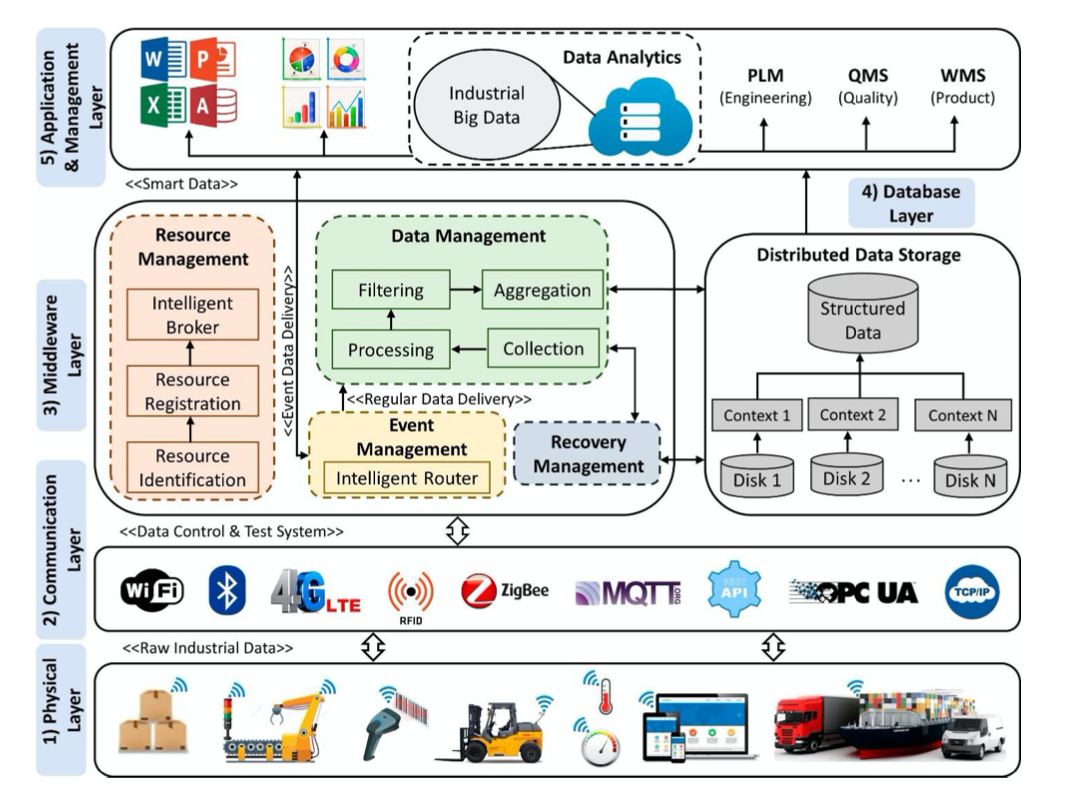 5) Application
& Management
Layer
W
P
X
A
Industrial
Big Data
Data Analytics
PLM
(Engineering)
QMS
(Quality)
WMS
(Product)
<<Smart Data>>
4) Database
Layer
3) Middleware
Layer
Resource
Management
Intelligent
Broker
Resource
Registration
Resource
Identification
<<Event Data Delivery>>
Data Management
Filtering
Aggregation
Processing
Collection
<<Regular Data Delivery>>
Event
Management
Intelligent Router
Recovery
Management
Distributed Data Storage
Structured
Data
Context 1
Context 2
Context N
Disk 1
Disk 2
...
Disk N
<<Data Control & Test System>>
2) Communication
Layer
Wi Fi
4G LTE
RFID
Z ZigBee
MQTT.ORG
REST
API
OPC UA
TCP/IP
<<Raw Industrial Data>>
1) Physical
Layer